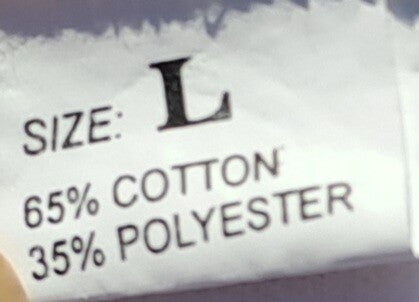 SIZE: L
65% COTTON
35% POLYESTER